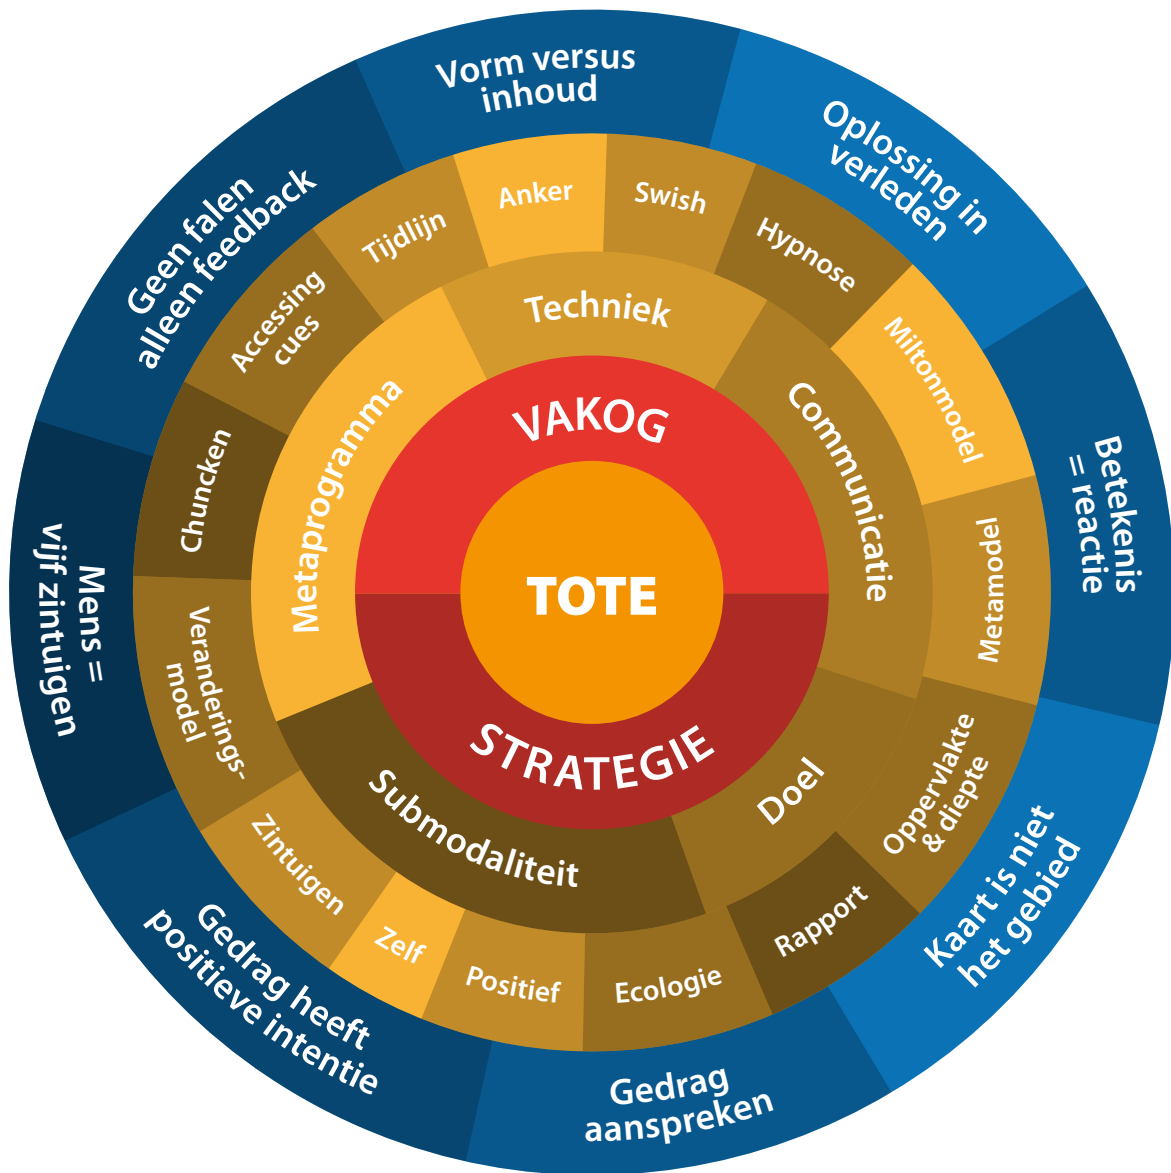 Vorm versus
inhoud
Oplossing in
verleden
Betekenis
= reactie
Kaart is niet
het gebied
Gedrag
aanspreken
Gedrag heeft
positieve intentie
Mens =
vijf zintuigen
Geen falen
alleen feedback
Anker
Swish
Hypnose
Miltonmodel
Metamodel
Oppervlakte
& diepte
Rapport
Ecologie
Positief
Zelf
Zintuigen
Veranderings-
model
Chuncken
Accessing
cues
Tijdlijn
Techniek
Communicatie
Doel
Submodaliteit
Metaprogramma
VAKOG
STRATEGIE
TOTE